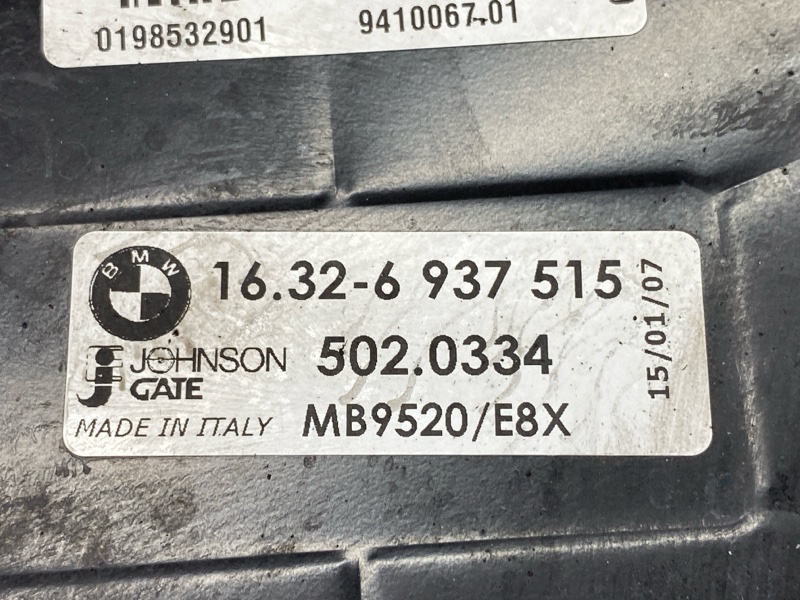 0198532901 9410067-01
BMW
16.32-6 937 515
JOHNSON 502.0334
GATE
MADE IN ITALY MB9520/E8X
15/01/07